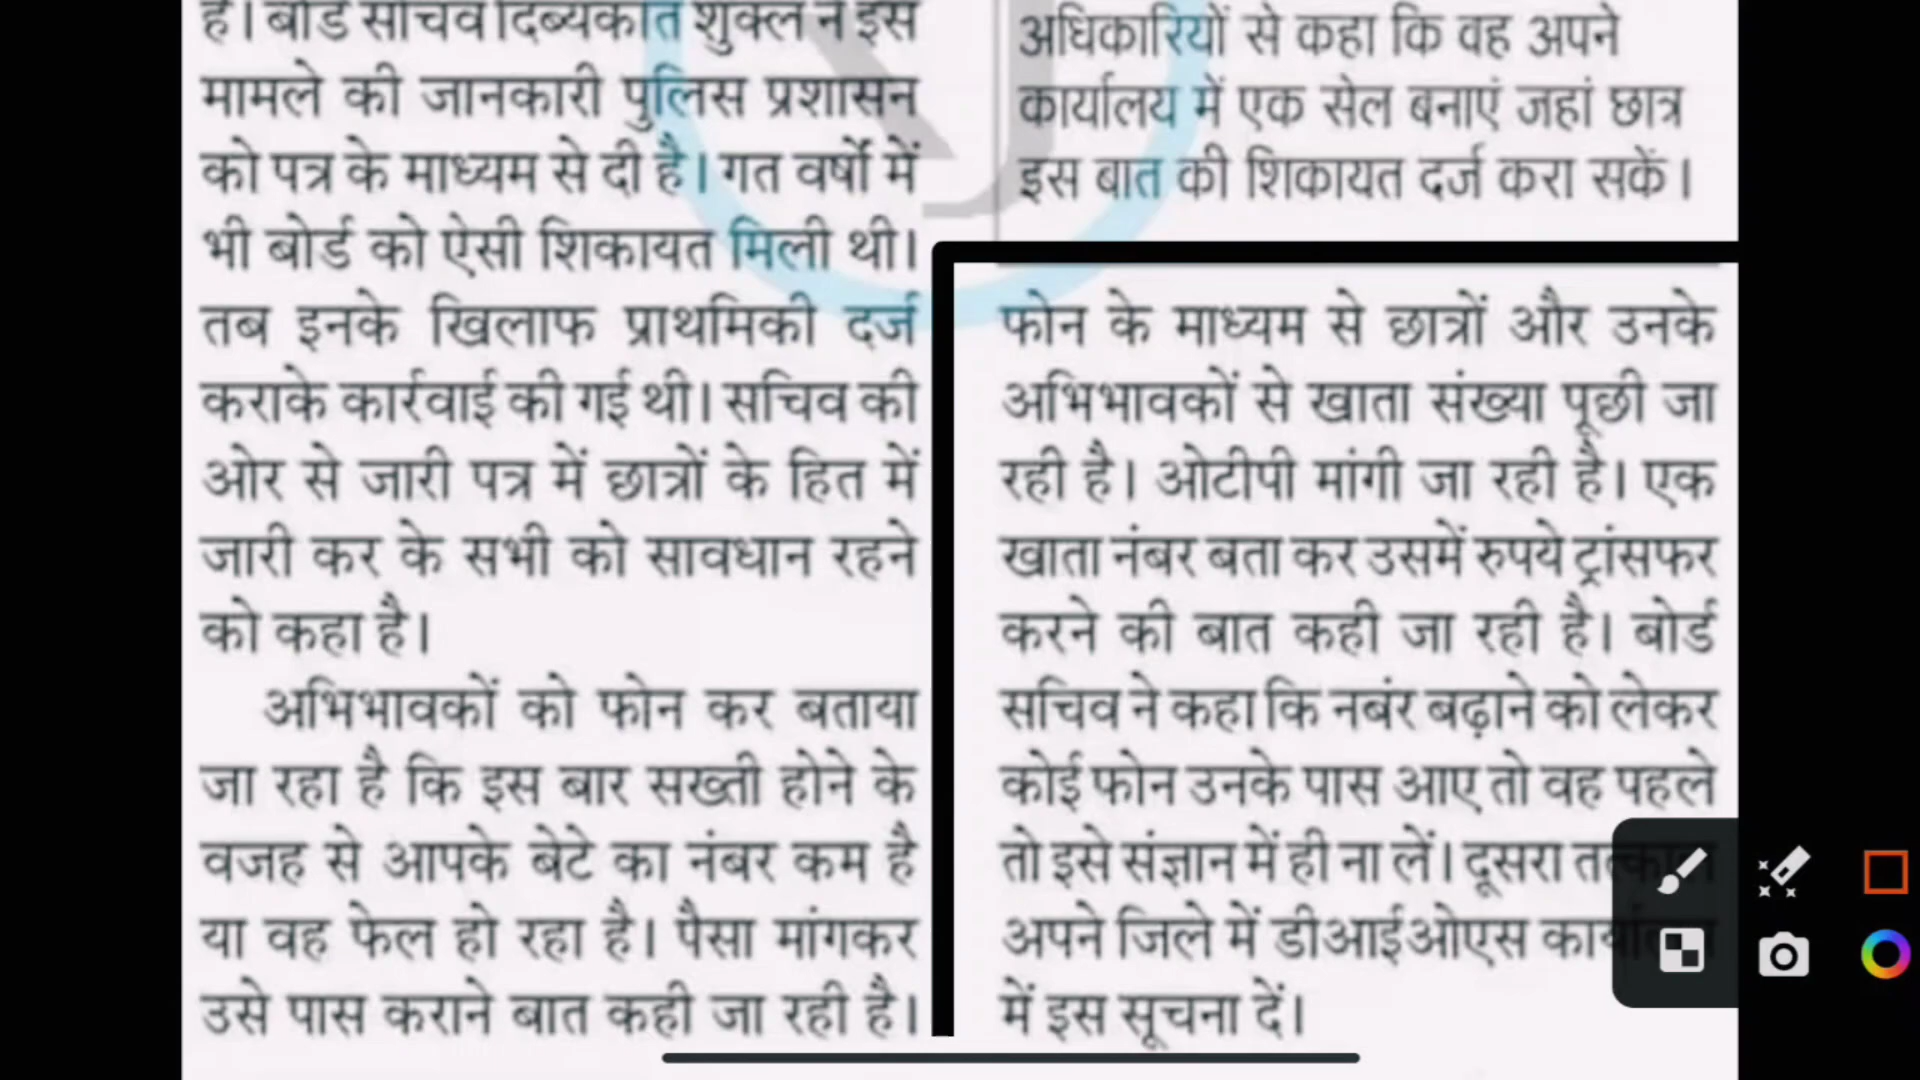 है। बोर्ड सचिव दिब्यकांत शुक्ल ने इस
मामले की जानकारी पुलिस प्रशासन
को पत्र के माध्यम से दी है। गत वर्षों में
भी बोर्ड को ऐसी शिकायत मिली थी।
तब इनके खिलाफ प्राथमिकी दर्ज
कराके कार्रवाई की गई थी। सचिव की
ओर से जारी पत्र में छात्रों के हित में
जारी कर के सभी को सावधान रहने
को कहा है।
अभिभावकों को फोन कर बताया
जा रहा है कि इस बार सख्ती होने के
वजह से आपके बेटे का नंबर कम है
या वह फेल हो रहा है। पैसा मांगकर
उसे पास कराने बात कही जा रही है।
अधिकारियों से कहा कि वह अपने
कार्यालय में एक सेल बनाएं जहां छात्र
इस बात की शिकायत दर्ज करा सकें।
फोन के माध्यम से छात्रों और उनके
अभिभावकों से खाता संख्या पूछी जा
रही है। ओटीपी मांगी जा रही है। एक
खाता नंबर बता कर उसमें रुपये ट्रांसफर
करने की बात कही जा रही है। बोर्ड
सचिव ने कहा कि नबंर बढ़ाने को लेकर
कोई फोन उनके पास आए तो वह पहले
तो इसे संज्ञान में ही ना लें। दूसरा तत्काल
अपने जिले में डीआईओएस कार्यालय
में इस सूचना दें।